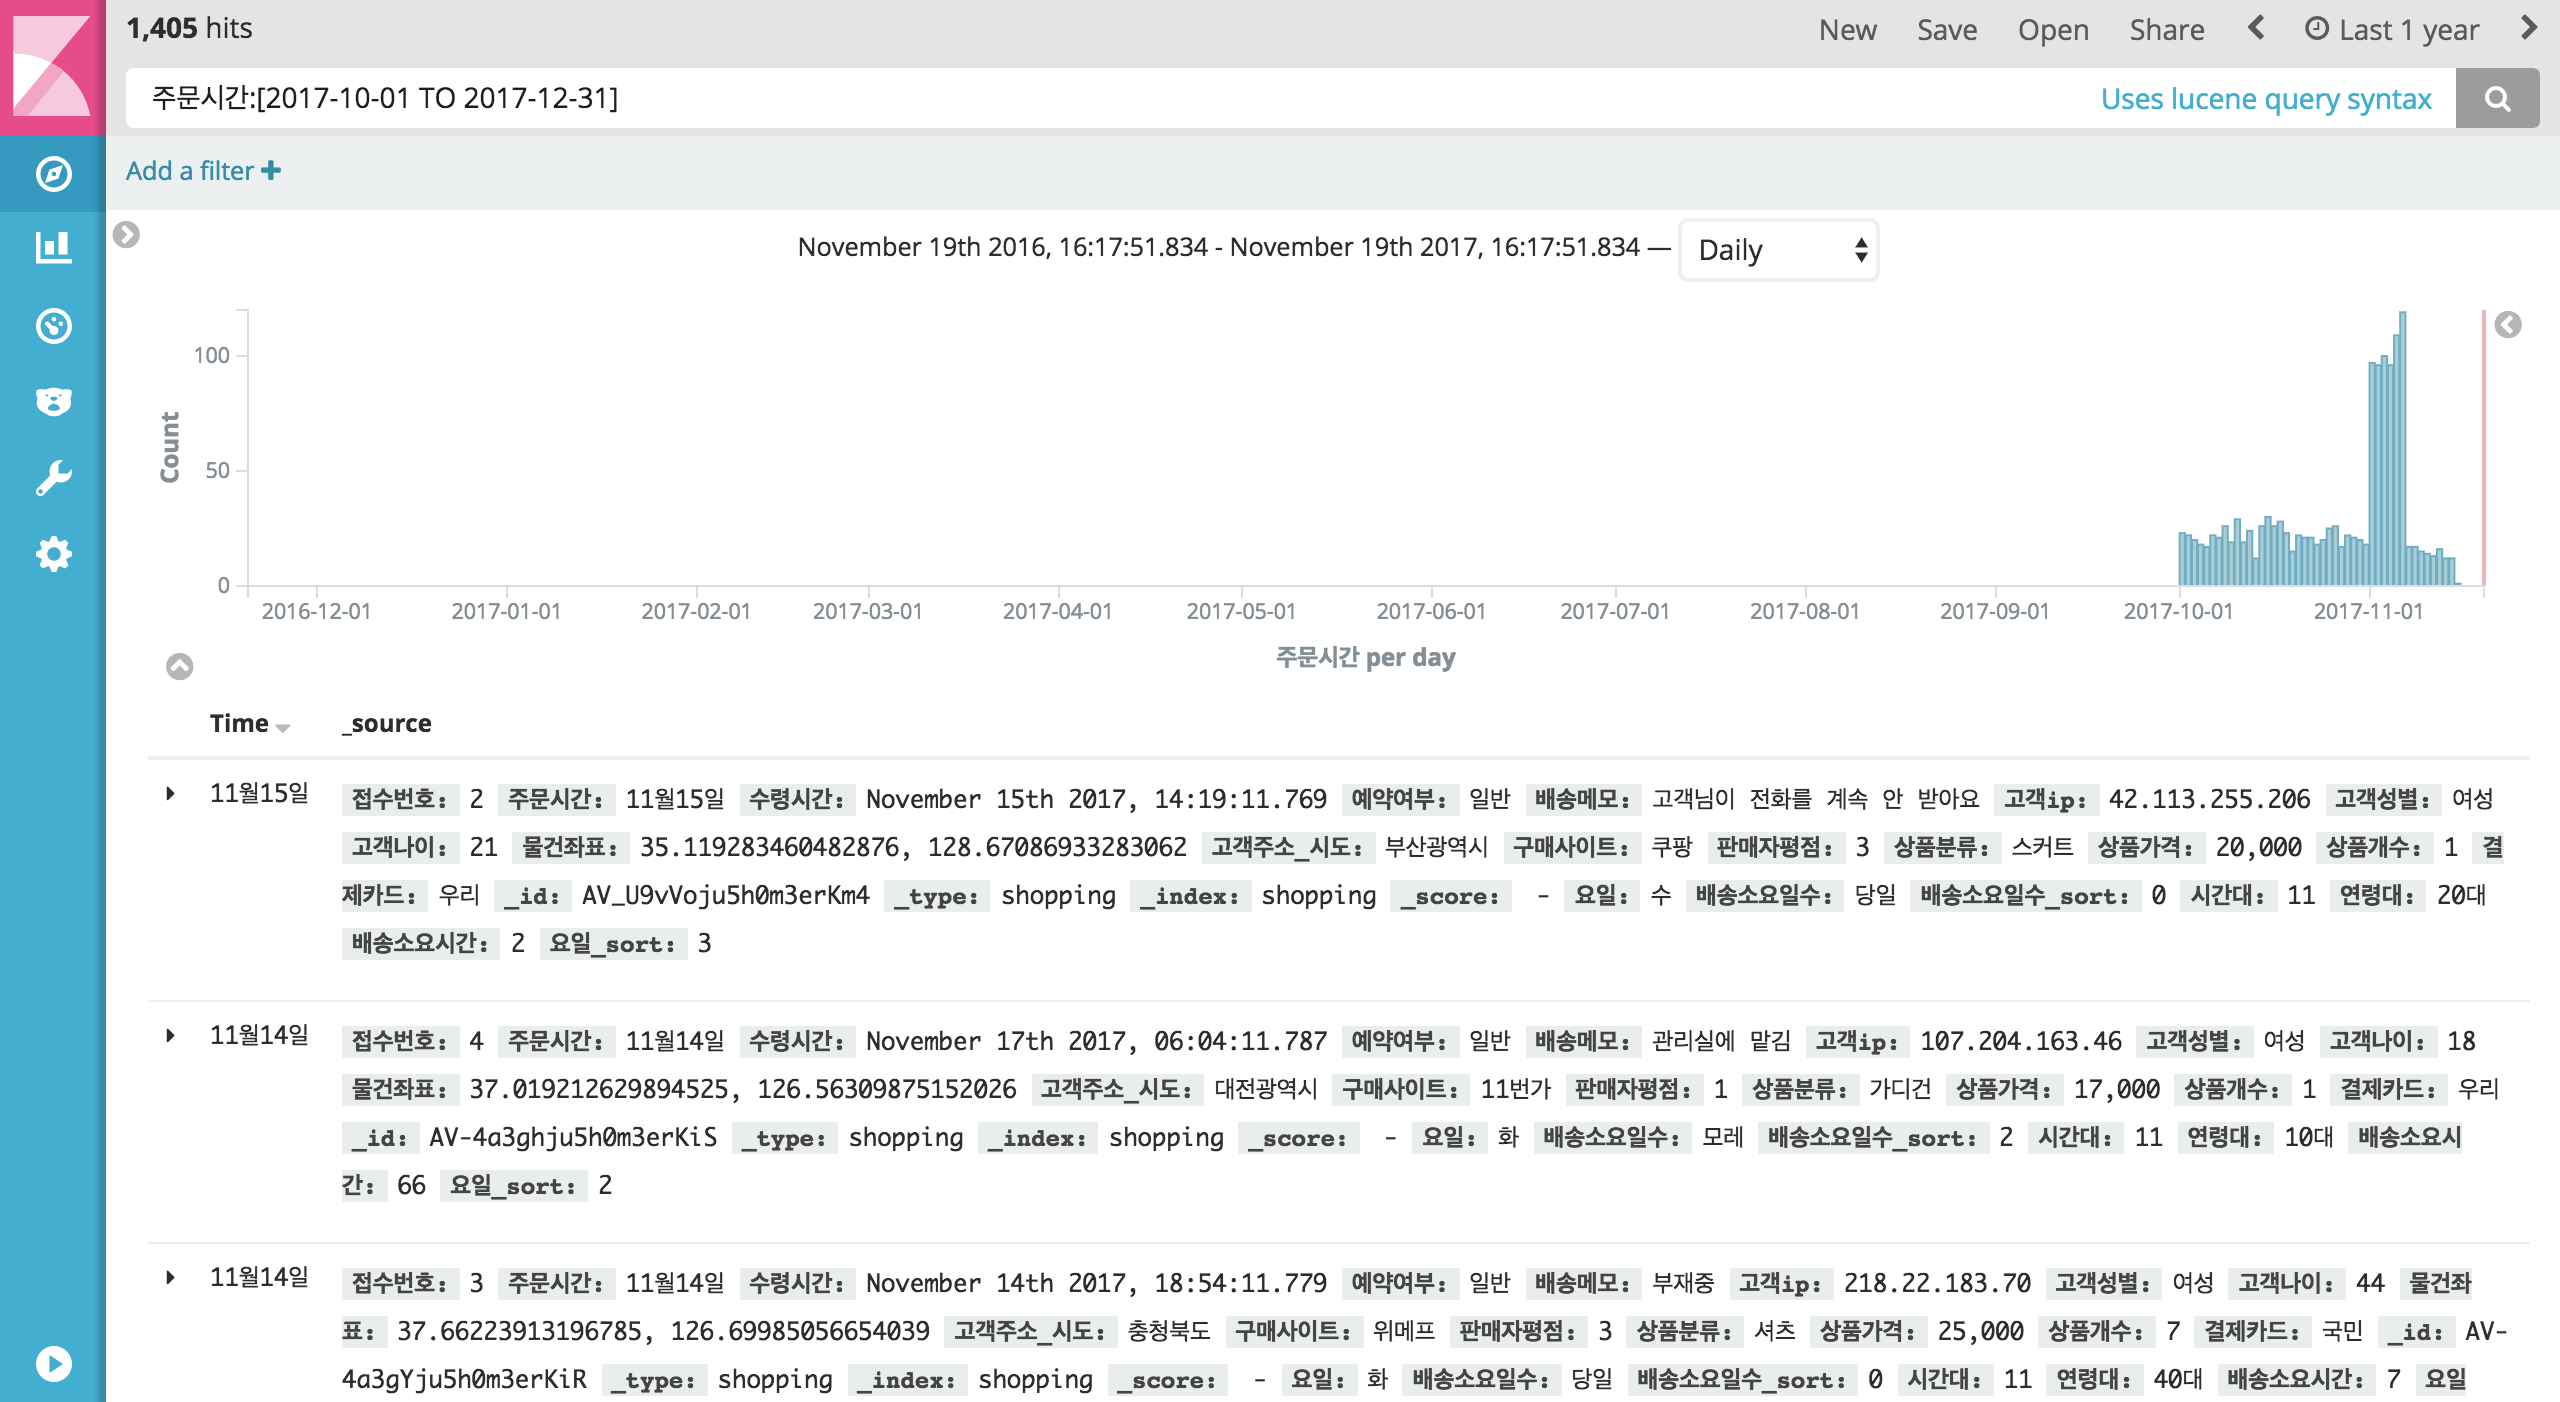 1,405 hits
New Save Open Share Last 1 year
주문시간:[2017-10-01 TO 2017-12-31]
Uses lucene query syntax
Add a filter
November 19th 2016, 16:17:51.834 - November 19th 2017, 16:17:51.834 — Daily
Count
100
50
0
2016-12-01 2017-01-01 2017-02-01 2017-03-01 2017-04-01 2017-05-01 2017-06-01 2017-07-01 2017-08-01 2017-09-01 2017-10-01 2017-11-01
주문시간 per day
Time _source
11월15일 접수번호: 2 주문시간: 11월15일 수령시간: November 15th 2017, 14:19:11.769 예약여부: 일반 배송메모: 고객님이 전화를 계속 안 받아요 고객ip: 42.113.255.206 고객성별: 여성
고객나이: 21 물건좌표: 35.119283460482876, 128.67086933283062 고객주소_시도: 부산광역시 구매사이트: 쿠팡 판매자평점: 3 상품분류: 스커트 상품가격: 20,000 상품개수: 1 결
제카드: 우리 _id: AV_U9vVoju5h0m3erKm4 _type: shopping _index: shopping _score: - 요일: 수 배송소요일수: 당일 배송소요일수_sort: 0 시간대: 11 연령대: 20대
배송소요시간: 2 요일_sort: 3
11월14일 접수번호: 4 주문시간: 11월14일 수령시간: November 17th 2017, 06:04:11.787 예약여부: 일반 배송메모: 관리실에 맡김 고객ip: 107.204.163.46 고객성별: 여성 고객나이: 18
물건좌표: 37.019212629894525, 126.56309875152026 고객주소_시도: 대전광역시 구매사이트: 11번가 판매자평점: 1 상품분류: 가디건 상품가격: 17,000 상품개수: 1 결제카드: 우리
_id: AV-4a3ghju5h0m3erKiS _type: shopping _index: shopping _score: - 요일: 화 배송소요일수: 모레 배송소요일수_sort: 2 시간대: 11 연령대: 10대 배송소요시
간: 66 요일_sort: 2
11월14일 접수번호: 3 주문시간: 11월14일 수령시간: November 14th 2017, 18:54:11.779 예약여부: 일반 배송메모: 부재중 고객ip: 218.22.183.70 고객성별: 여성 고객나이: 44 물건좌
표: 37.66223913196785, 126.69985056654039 고객주소_시도: 충청북도 구매사이트: 위메프 판매자평점: 3 상품분류: 셔츠 상품가격: 25,000 상품개수: 7 결제카드: 국민 _id: AV-
4a3gYju5h0m3erKiR _type: shopping _index: shopping _score: - 요일: 화 배송소요일수: 당일 배송소요일수_sort: 0 시간대: 11 연령대: 40대 배송소요시간: 7 요일